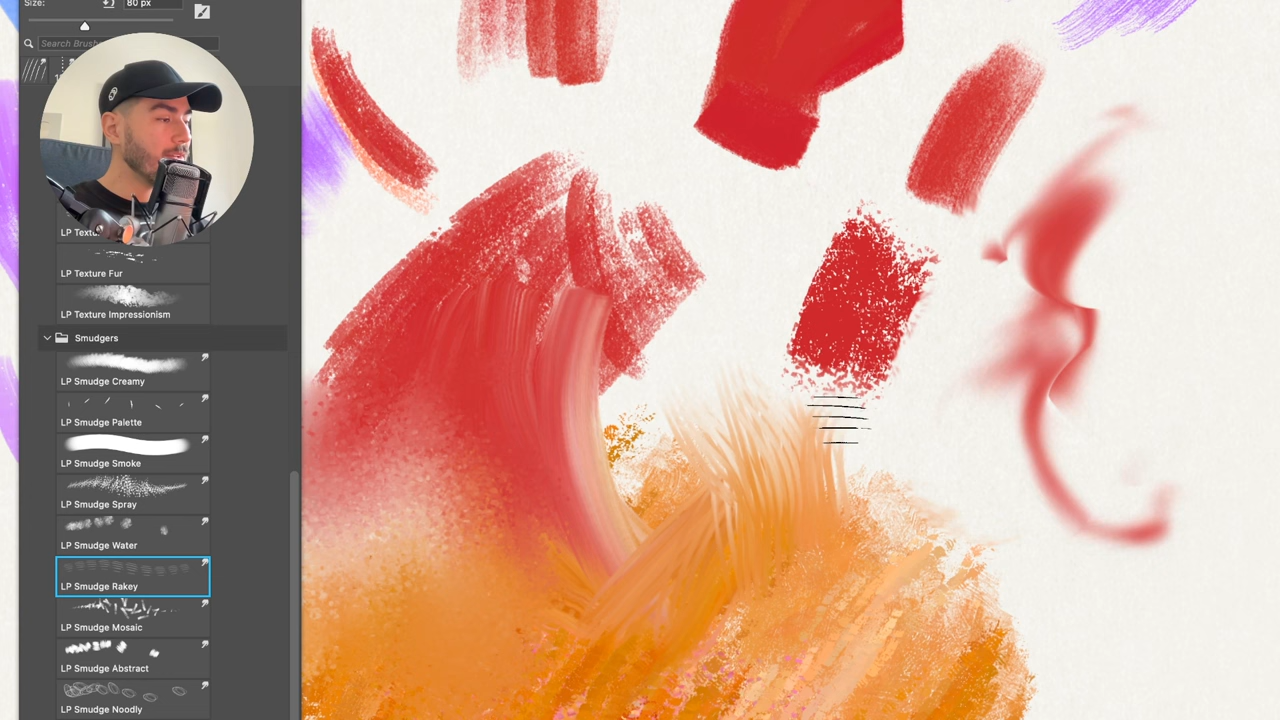 Size:
80 px
Search Brush
LP Textu
LP Texture Fur
LP Texture Impressionism
Smudgers
LP Smudge Creamy
LP Smudge Palette
LP Smudge Smoke
LP Smudge Spray
LP Smudge Water
LP Smudge Rakey
LP Smudge Mosaic
LP Smudge Abstract
LP Smudge Noodly